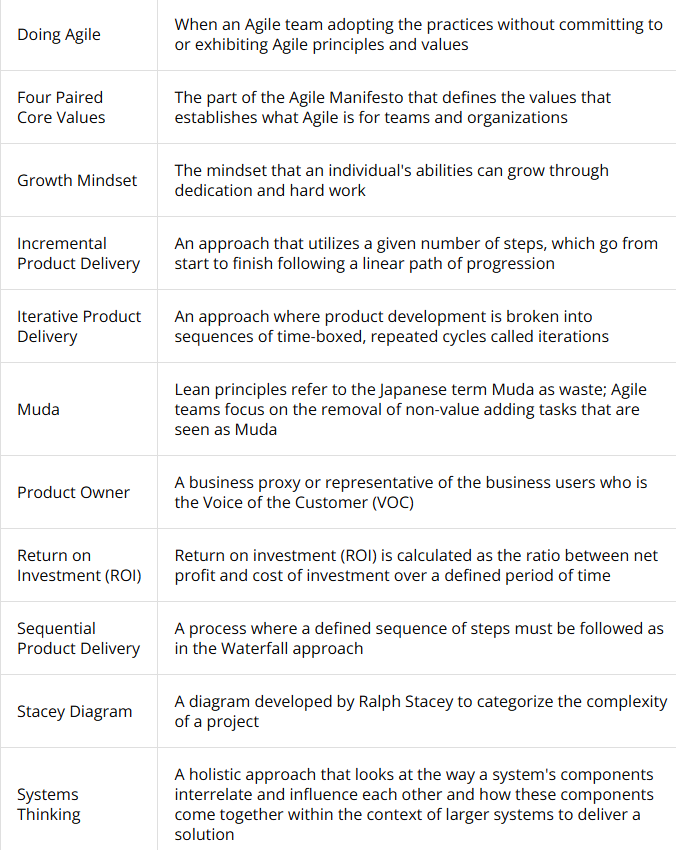 Doing Agile
When an Agile team adopting the practices without committing to
or exhibiting Agile principles and values
Four Paired
Core Values
The part of the Agile Manifesto that defines the values that
establishes what Agile is for teams and organizations
Growth Mindset
The mindset that an individual's abilities can grow through
dedication and hard work
Incremental
Product Delivery
An approach that utilizes a given number of steps, which go from
start to finish following a linear path of progression
Iterative Product
Delivery
An approach where product development is broken into
sequences of time-boxed, repeated cycles called iterations
Muda
Lean principles refer to the Japanese term Muda as waste; Agile
teams focus on the removal of non-value adding tasks that are
seen as Muda
Product Owner
A business proxy or representative of the business users who is
the Voice of the Customer (VOC)
Return on
Investment (ROI)
Return on investment (ROI) is calculated as the ratio between net
profit and cost of investment over a defined period of time
Sequential
Product Delivery
A process where a defined sequence of steps must be followed as
in the Waterfall approach
Stacey Diagram
A diagram developed by Ralph Stacey to categorize the complexity
of a project
Systems
Thinking
A holistic approach that looks at the way a system's components
interrelate and influence each other and how these components
come together within the context of larger systems to deliver a
solution